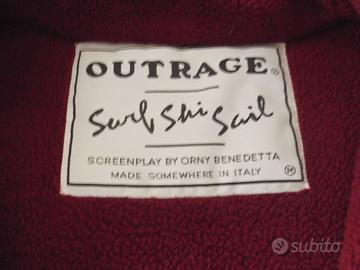 OUTRAGE®
Surf Ski Sail
SCREENPLAY BY ORNY BENEDETTA
MADE SOMEWHERE IN ITALY
M
subito